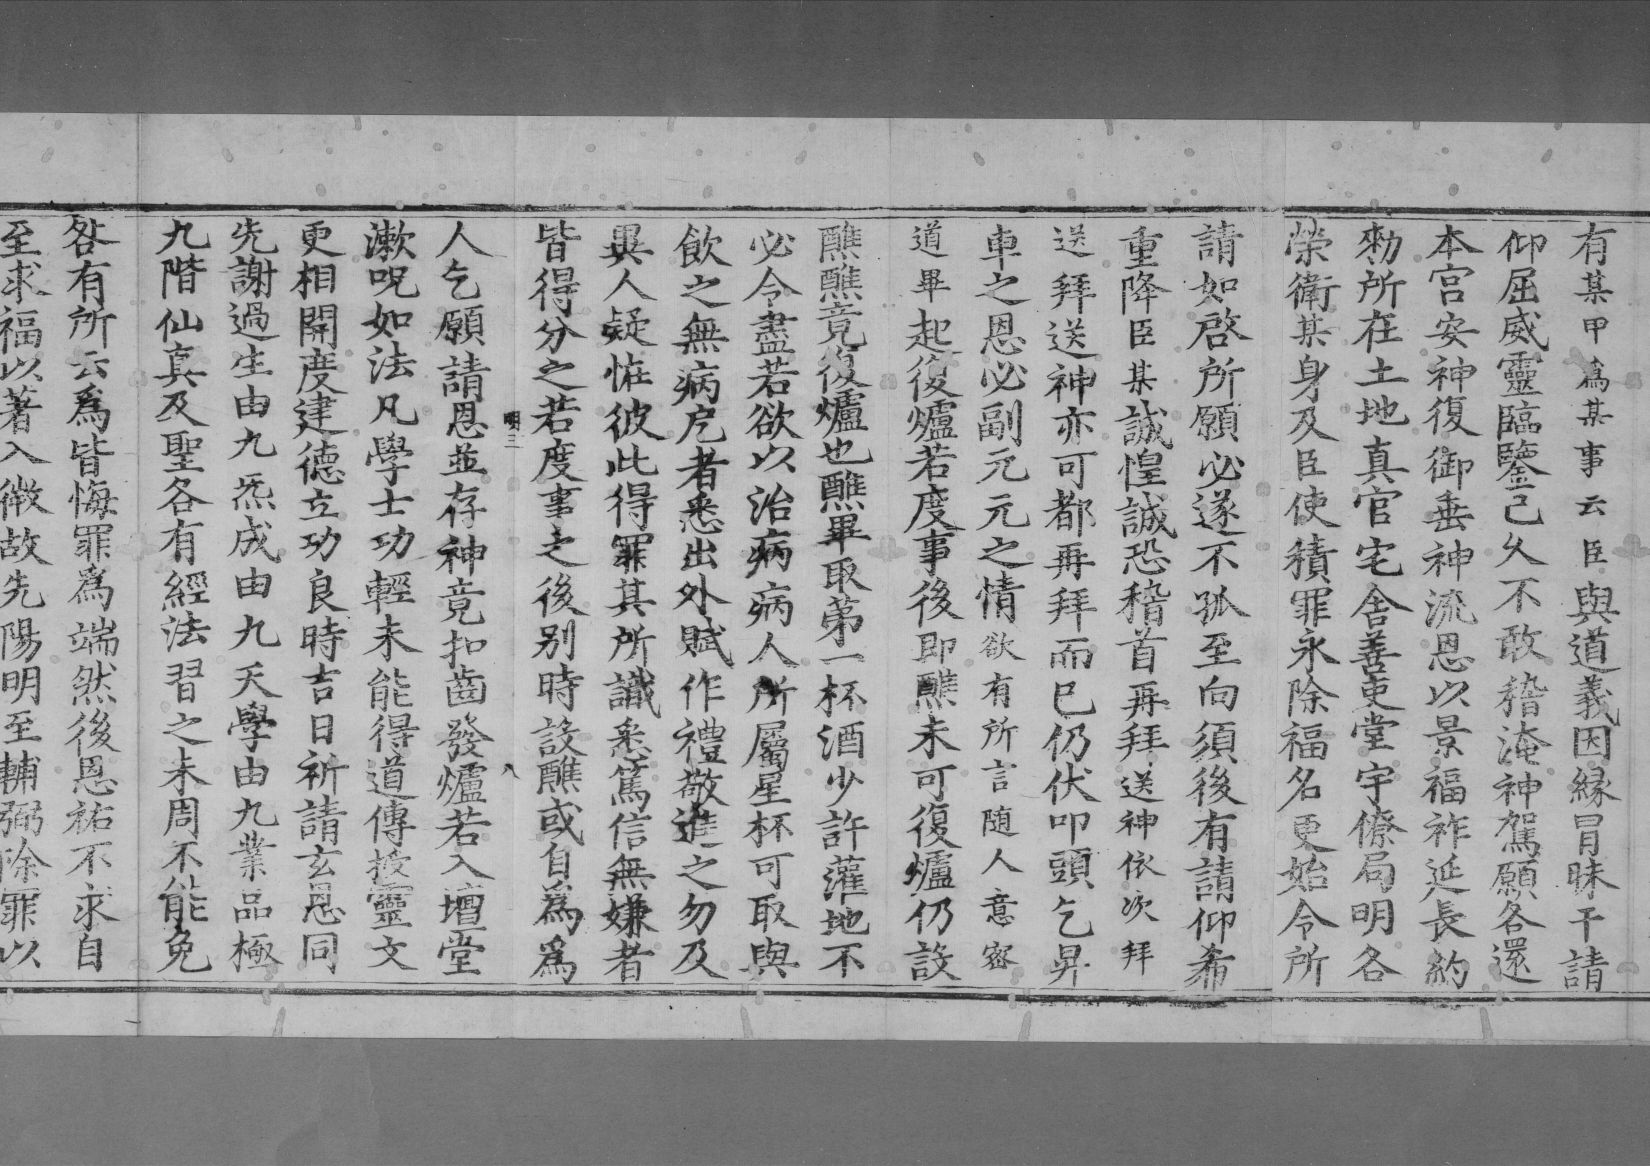 有某甲爲某事云臣與道義因縁冒昧干請
仰屈威靈臨鑒己久不敢稽淹神駕願各還
本宮安神復御垂神流恩以景福祚延長約
勑所在土地真官宅舍善吏堂宇僚局明各
榮衛某身及臣使積罪永除福名更始令所
請如啓所願必遂不孤至向須後有請仰希
重降臣某誠惶誠恐稽首再拜送神依次拜
送拜送神亦可都再拜而已仍伏叩頭乞昇
車之恩必副元元之情欲有所言随人意密
道畢起復爐若度事後即醮未可復爐仍設
醮醮竟復爐也醮畢取第一杯酒少許灌地不
必令盡若欲以治病病人所屬星杯可取與
飲之無病戹者悉出外賦作禮敬進之勿及
異人疑恠彼此得罪其所識悉篤信無嫌者
皆得分之若度事之後别時設醮或自爲爲
明三 八
人乞願請恩並存神竟扣齒發爐若入壇堂
漱呪如法凡學士功輕未能得道傳授靈文
更相開度建德立功良時吉日祈請玄恩同
先謝過生由九炁成由九天學由九業品極
九階仙真及聖各有經法習之未周不能免
咎有所云爲皆悔罪爲端然後恩祐不求自
至求福以著入微故先陽明至輔弼除罪以